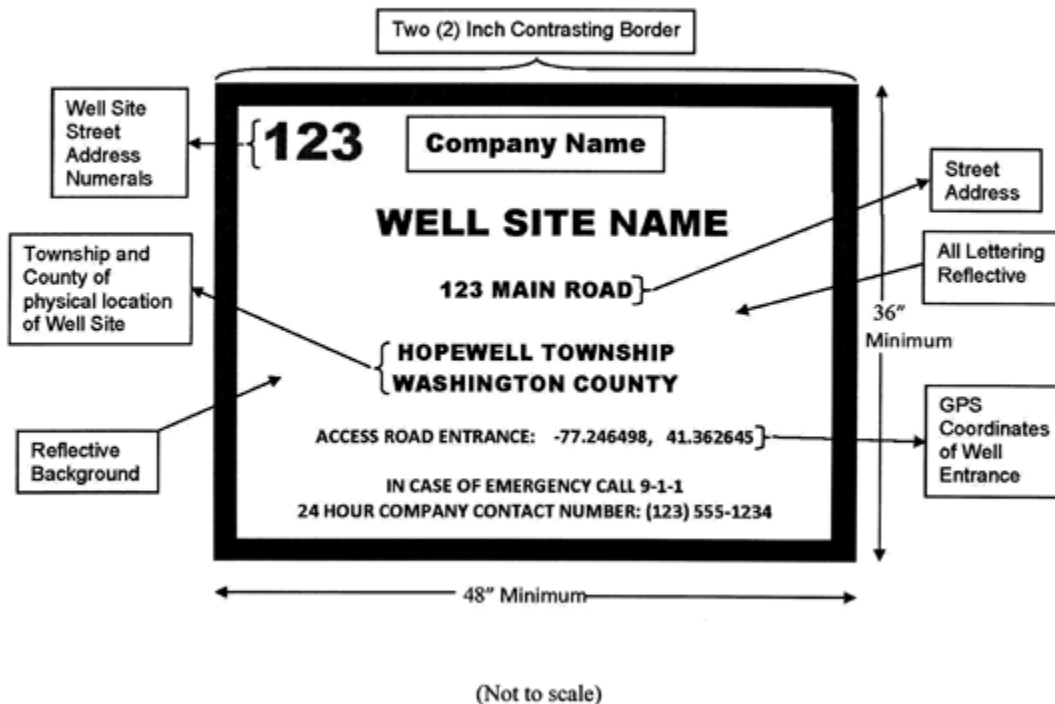 Two (2) Inch Contrasting Border
Well Site
Street
Address
Numerals
123
Company Name
Street
Address
WELL SITE NAME
Township and
County of
physical location
of Well Site
All Lettering
Reflective
123 MAIN ROAD
36"
Minimum
HOPEWELL TOWNSHIP
WASHINGTON COUNTY
GPS
Coordinates
of Well
Entrance
Reflective
Background
ACCESS ROAD ENTRANCE: -77.246498, 41.362645
IN CASE OF EMERGENCY CALL 9-1-1
24 HOUR COMPANY CONTACT NUMBER: (123) 555-1234
48" Minimum
(Not to scale)